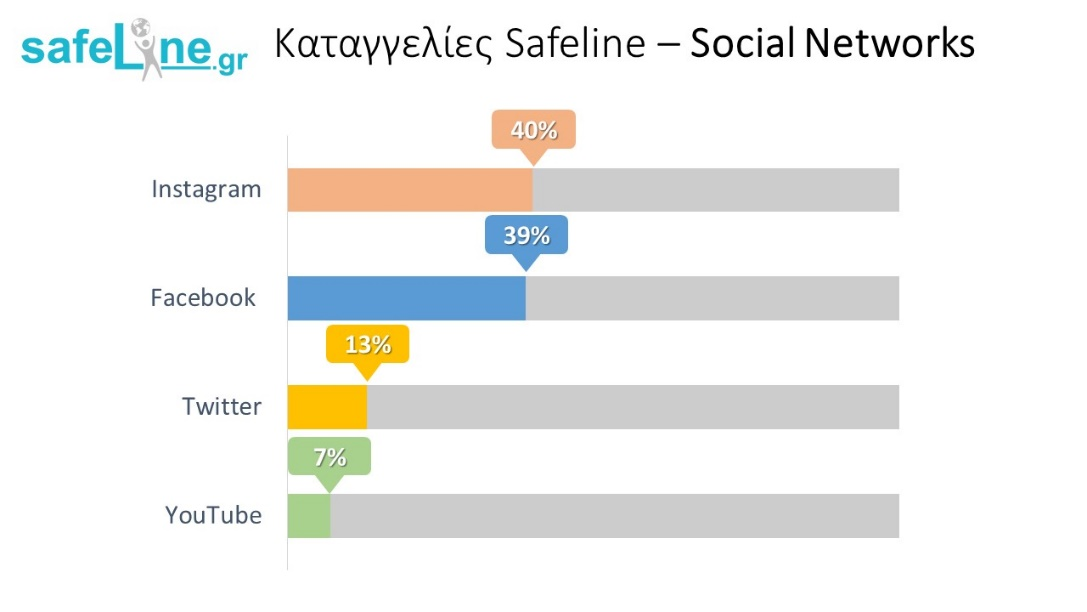 safeLine.gr
Καταγγελίες Safeline – Social Networks
40%
Instagram
39%
Facebook
13%
Twitter
7%
YouTube